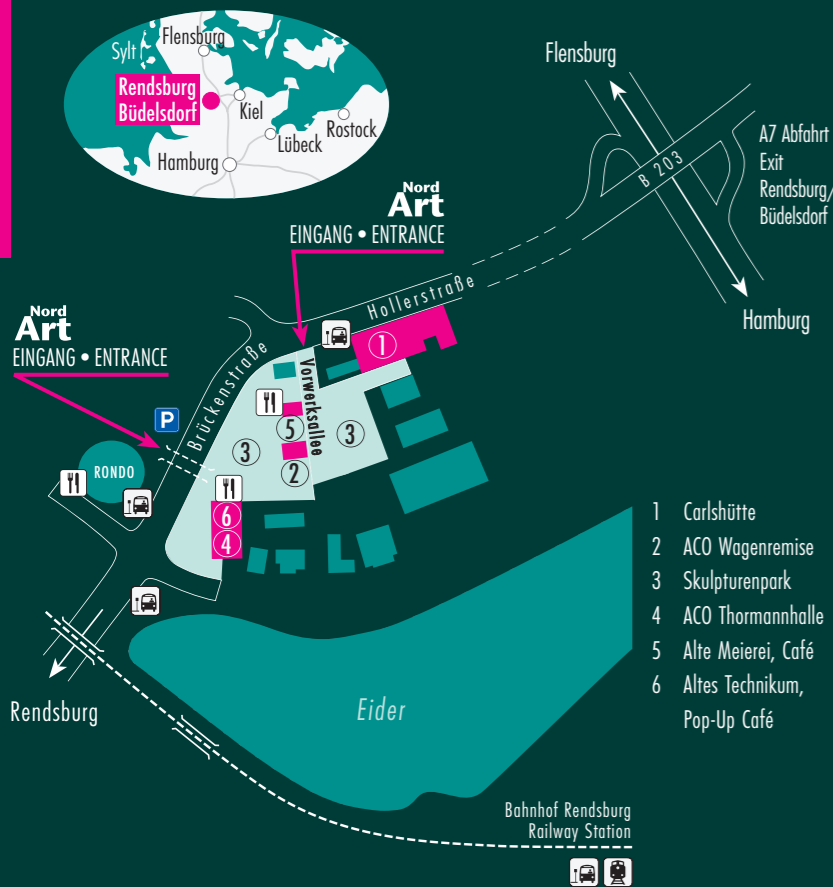 Sylt
Flensburg
Rendsburg
Büdelsdorf
Kiel
Rostock
Lübeck
Hamburg
Flensburg
A7 Abfahrt
Exit
Rendsburg/
Büdelsdorf
B 203
Hamburg
Nord
Art
EINGANG • ENTRANCE
Hollerstraße
Nord
Art
EINGANG • ENTRANCE
Brückenstraße
Vorwerksallee
1
P
3
5
3
2
RONDO
6
4
1 Carlshütte
2 ACO Wagenremise
3 Skulpturenpark
4 ACO Thormannhalle
5 Alte Meierei, Café
6 Altes Technikum,
Pop-Up Café
Rendsburg
Eider
Bahnhof Rendsburg
Railway Station